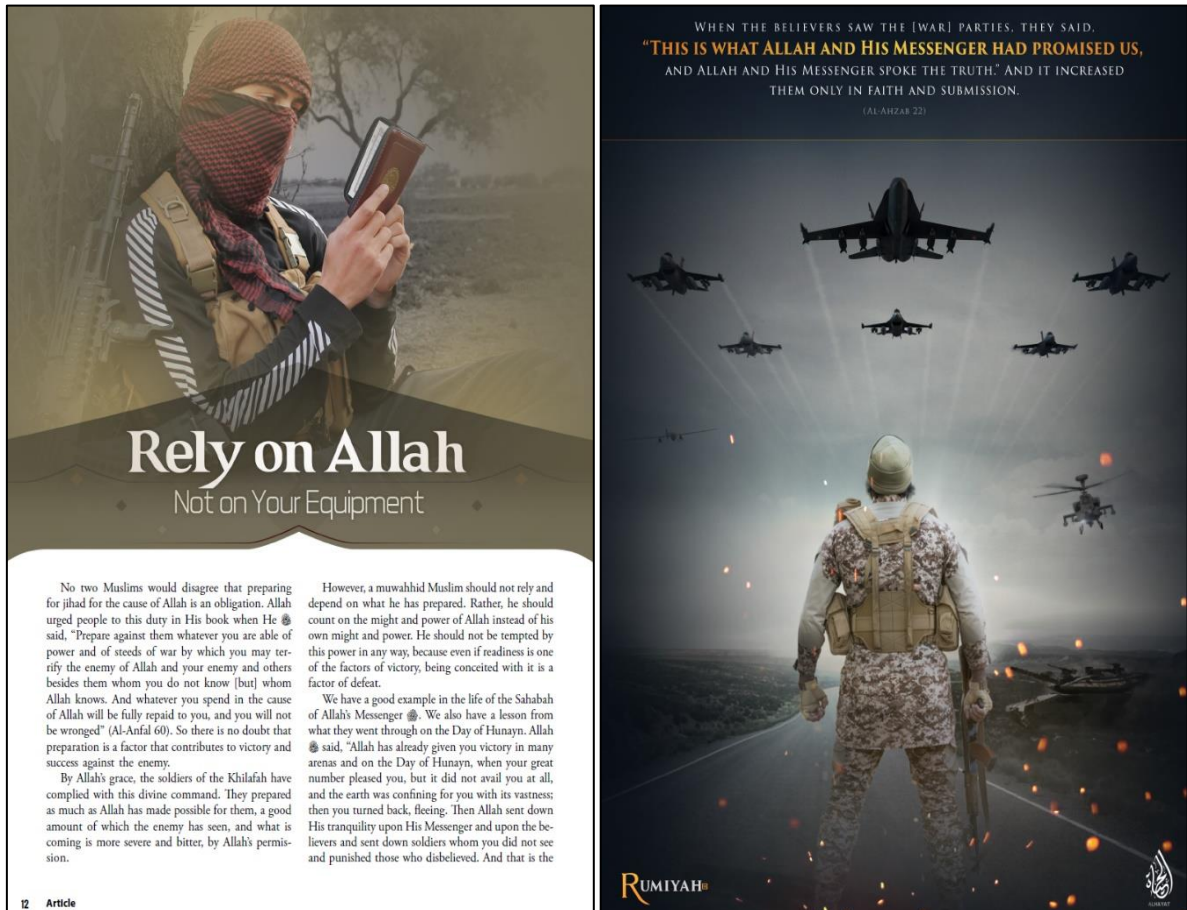 Rely on Allah
Not on Your Equipment
No two Muslims would disagree that preparing
for jihad for the cause of Allah is an obligation. Allah
urged people to this duty in His book when He
said, “Prepare against them whatever you are able of
power and of steeds of war by which you may ter-
rify the enemy of Allah and your enemy and others
besides them whom you do not know [but] whom
Allah knows. And whatever you spend in the cause
of Allah will be fully repaid to you, and you will not
be wronged” (Al-Anfal 60). So there is no doubt that
preparation is a factor that contributes to victory and
success against the enemy.
By Allah’s grace, the soldiers of the Khilafah have
complied with this divine command. They prepared
as much as Allah has made possible for them, a good
amount of which the enemy has seen, and what is
coming is more severe and bitter, by Allah’s permis-
sion.
However, a muwahhid Muslim should not rely and
depend on what he has prepared. Rather, he should
count on the might and power of Allah instead of his
own might and power. He should not be tempted by
this power in any way, because even if readiness is one
of the factors of victory, being conceited with it is a
factor of defeat.
We have a good example in the life of the Sahabah
of Allah’s Messenger. We also have a lesson from
what they went through on the Day of Hunayn. Allah
said, “Allah has already given you victory in many
arenas and on the Day of Hunayn, when your great
number pleased you, but it did not avail you at all,
and the earth was confining for you with its vastness;
then you turned back, fleeing. Then Allah sent down
His tranquility upon His Messenger and upon the be-
lievers and sent down soldiers whom you did not see
and punished those who disbelieved. And that is the
12 Article
WHEN THE BELIEVERS SAW THE [WAR] PARTIES, THEY SAID,
“THIS IS WHAT ALLAH AND HIS MESSENGER HAD PROMISED US,
AND ALLAH AND HIS MESSENGER SPOKE THE TRUTH.” AND IT INCREASED
THEM ONLY IN FAITH AND SUBMISSION.
(AL-AHZAB 22)
RUMIYAH
ALHAYAT